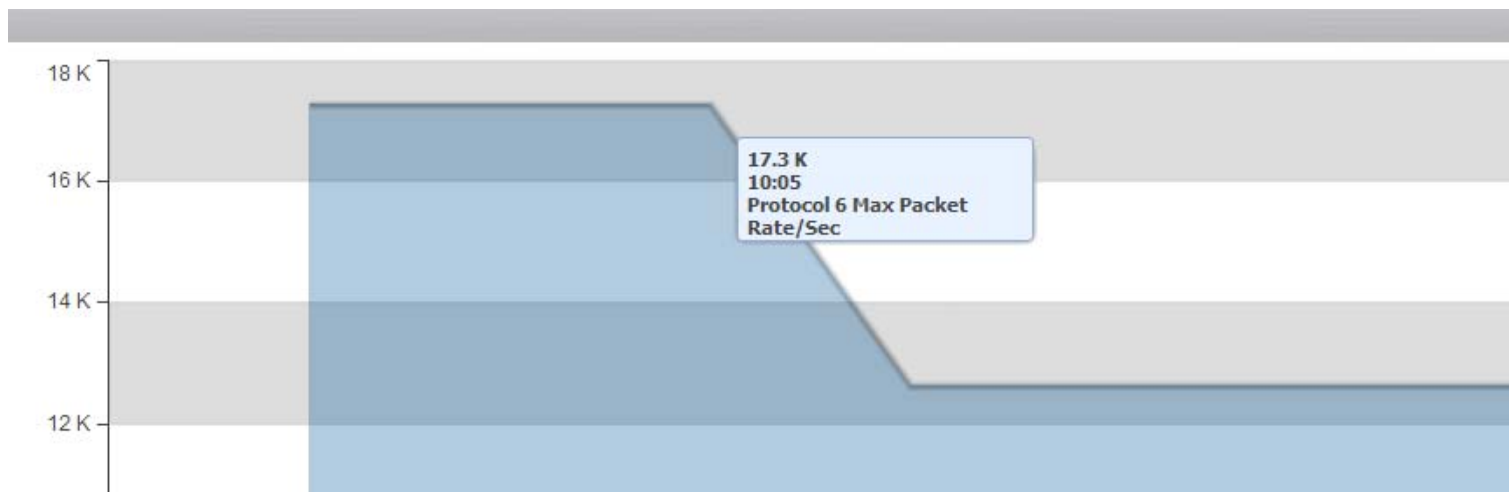 18 K
16 K
14 K
12 K
17.3 K
10:05
Protocol 6 Max Packet
Rate/Sec